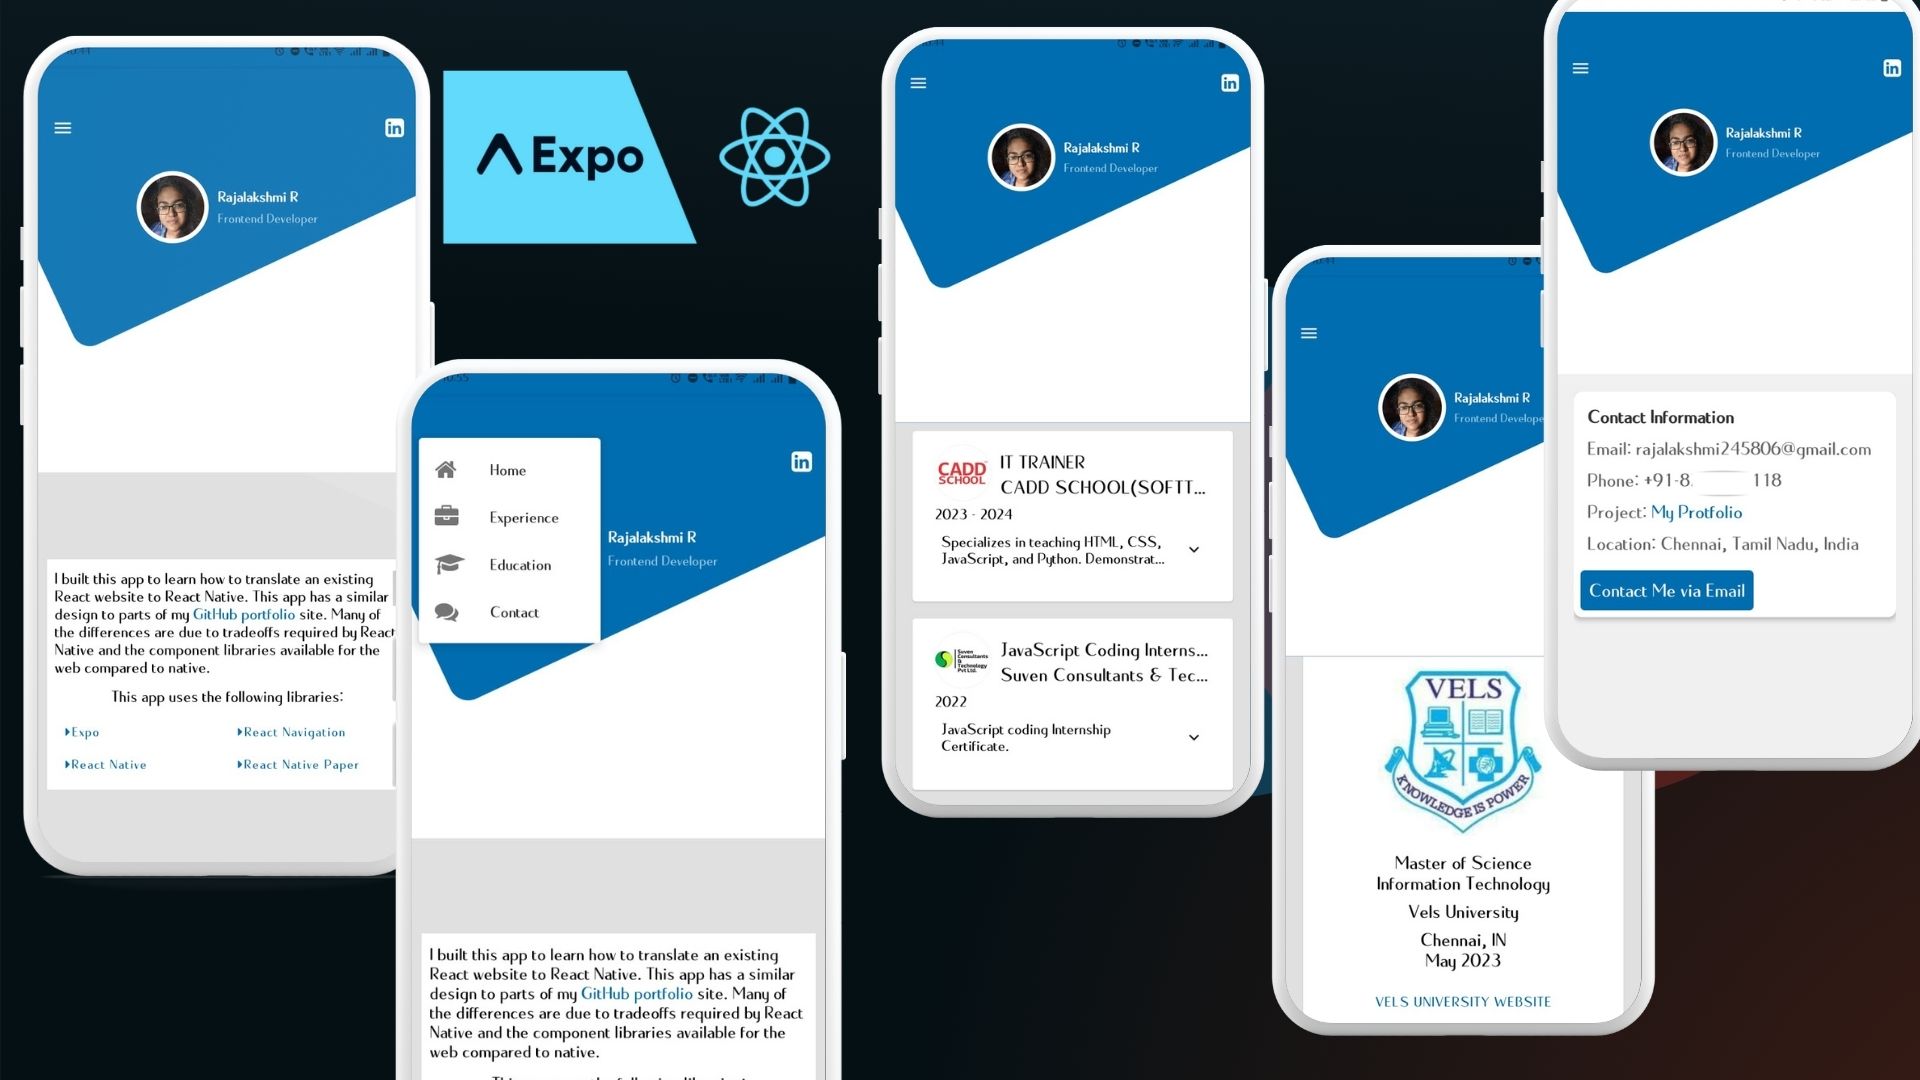 Rajalakshmi R
Frontend Developer
I built this app to learn how to translate an existing
React website to React Native. This app has a similar
design to parts of my GitHub portfolio site. Many of
the differences are due to tradeoffs required by React
Native and the component libraries available for the
web compared to native.
This app uses the following libraries:
Expo
React Navigation
React Native
React Native Paper
Expo
10:55
Home
Experience
Education
Contact
Rajalakshmi R
Frontend Developer
I built this app to learn how to translate an existing
React website to React Native. This app has a similar
design to parts of my GitHub portfolio site. Many of
the differences are due to tradeoffs required by React
Native and the component libraries available for the
web compared to native.
in
Rajalakshmi R
Frontend Developer
CADD
SCHOOL
IT TRAINER
CADD SCHOOL(SOFTT...
2023 - 2024
Specializes in teaching HTML, CSS,
JavaScript, and Python. Demonstrat...
Suven
Consultants
&
Technology
Pvt Ltd.
JavaScript Coding Interns...
Suven Consultants & Tec...
2022
JavaScript coding Internship
Certificate.
Rajalakshmi R
Frontend Develope
VELS
KNOWLEDGE IS POWER
Master of Science
Information Technology
Vels University
Chennai, IN
May 2023
VELS UNIVERSITY WEBSITE
in
Rajalakshmi R
Frontend Developer
Contact Information
Email: rajalakshmi245806@gmail.com
Phone: +91-8. 118
Project: My Protfolio
Location: Chennai, Tamil Nadu, India
Contact Me via Email